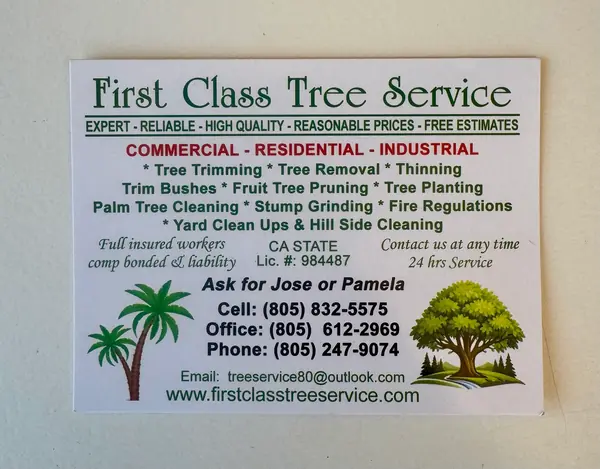 First Class Tree Service
EXPERT - RELIABLE - HIGH QUALITY - REASONABLE PRICES - FREE ESTIMATES
COMMERCIAL - RESIDENTIAL - INDUSTRIAL
* Tree Trimming * Tree Removal * Thinning
Trim Bushes * Fruit Tree Pruning * Tree Planting
Palm Tree Cleaning * Stump Grinding * Fire Regulations
* Yard Clean Ups & Hill Side Cleaning
Full insured workers
comp bonded & liability
CA STATE
Lic. #: 984487
Contact us at any time
24 hrs Service
Ask for Jose or Pamela
Cell: (805) 832-5575
Office: (805) 612-2969
Phone: (805) 247-9074
Email: treeservice80@outlook.com
www.firstclasstreeservice.com